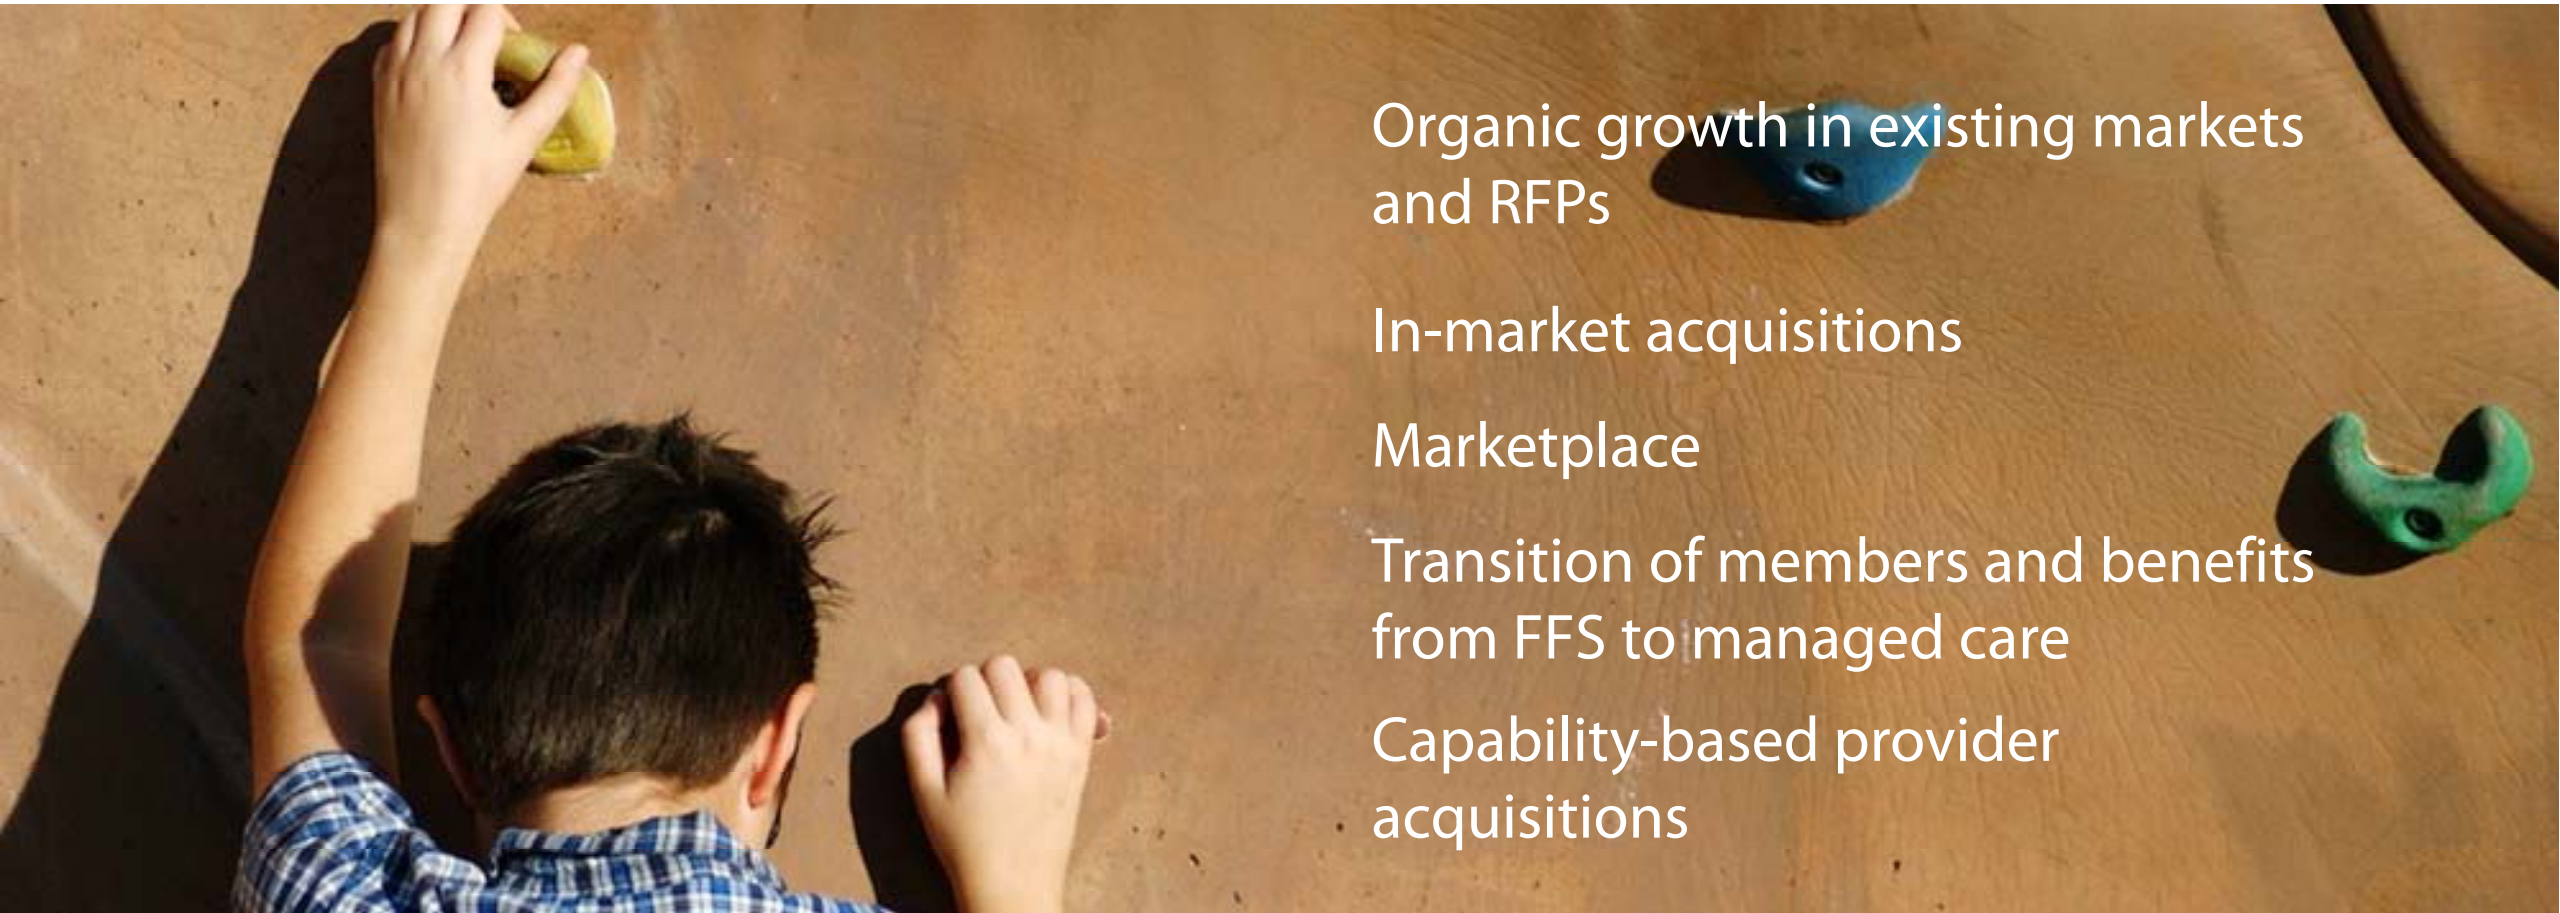 Organic growth in existing markets
and RFPs
In-market acquisitions
Marketplace
Transition of members and benefits
from FFS to managed care
Capability-based provider
acquisitions